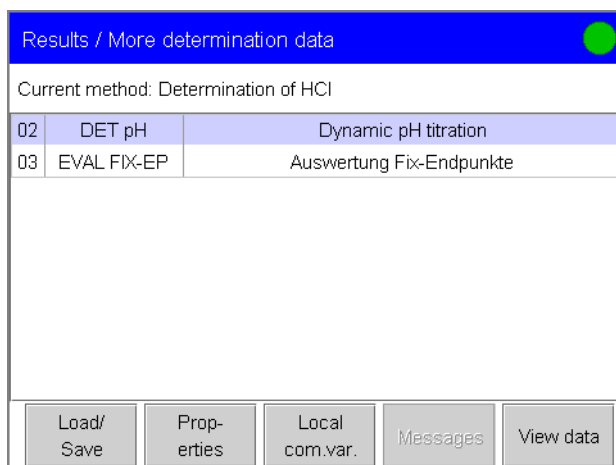 Results / More determination data
Current method: Determination of HCl
02 DET pH Dynamic pH titration
03 EVAL FIX-EP Auswertung Fix-Endpunkte
Load/ Prop- Local Messages View data
Save erties com.var.